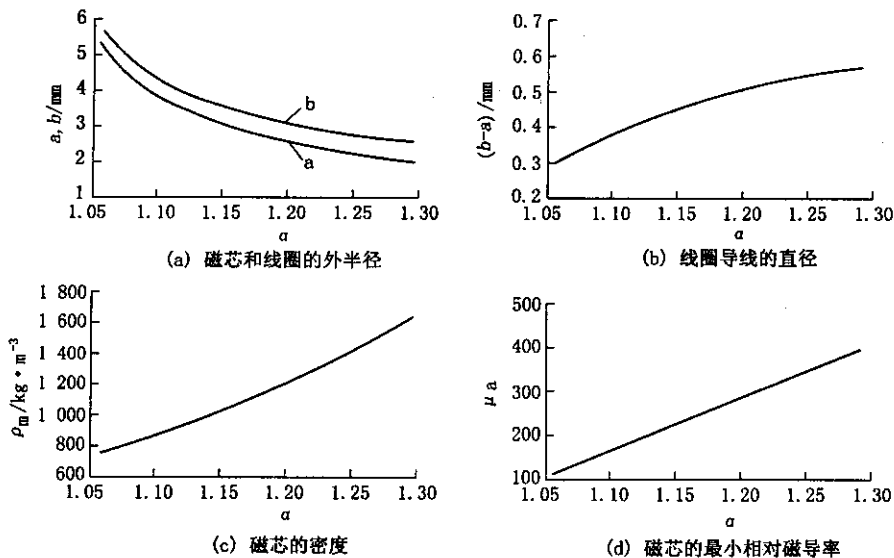 6
5
4
3
2
1
a, b/mm
b
a
1.05 1.10 1.15 1.20 1.25 1.30
α
(a) 磁芯和线圈的外半径
0.7
0.6
0.5
0.4
0.3
0.2
(b-a)/mm
1.05 1.10 1.15 1.20 1.25 1.30
α
(b) 线圈导线的直径
1 800
1 600
1 400
1 200
1 000
800
600
ρm/kg·m⁻³
1.05 1.10 1.15 1.20 1.25 1.30
α
(c) 磁芯的密度
500
400
300
200
100
μa
1.05 1.10 1.15 1.20 1.25 1.30
α
(d) 磁芯的最小相对磁导率